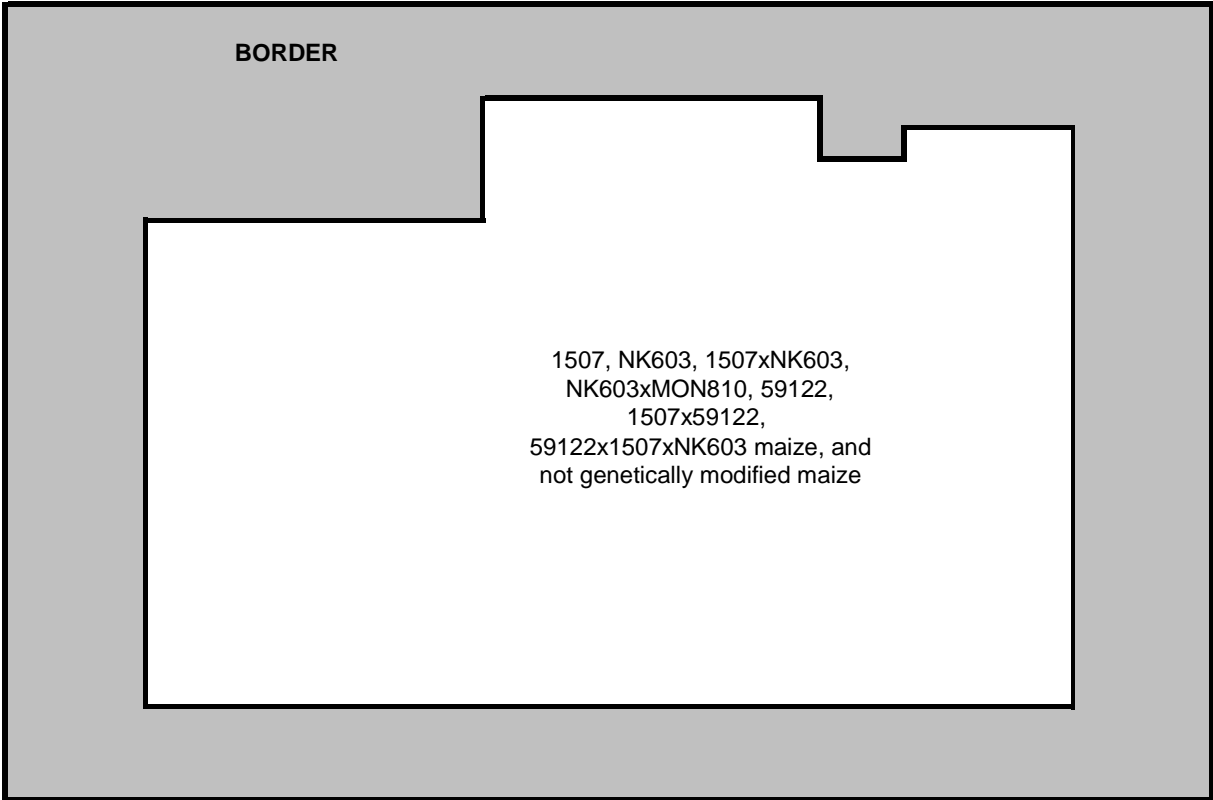 BORDER
1507, NK603, 1507xNK603,
NK603xMON810, 59122,
1507x59122,
59122x1507xNK603 maize, and
not genetically modified maize